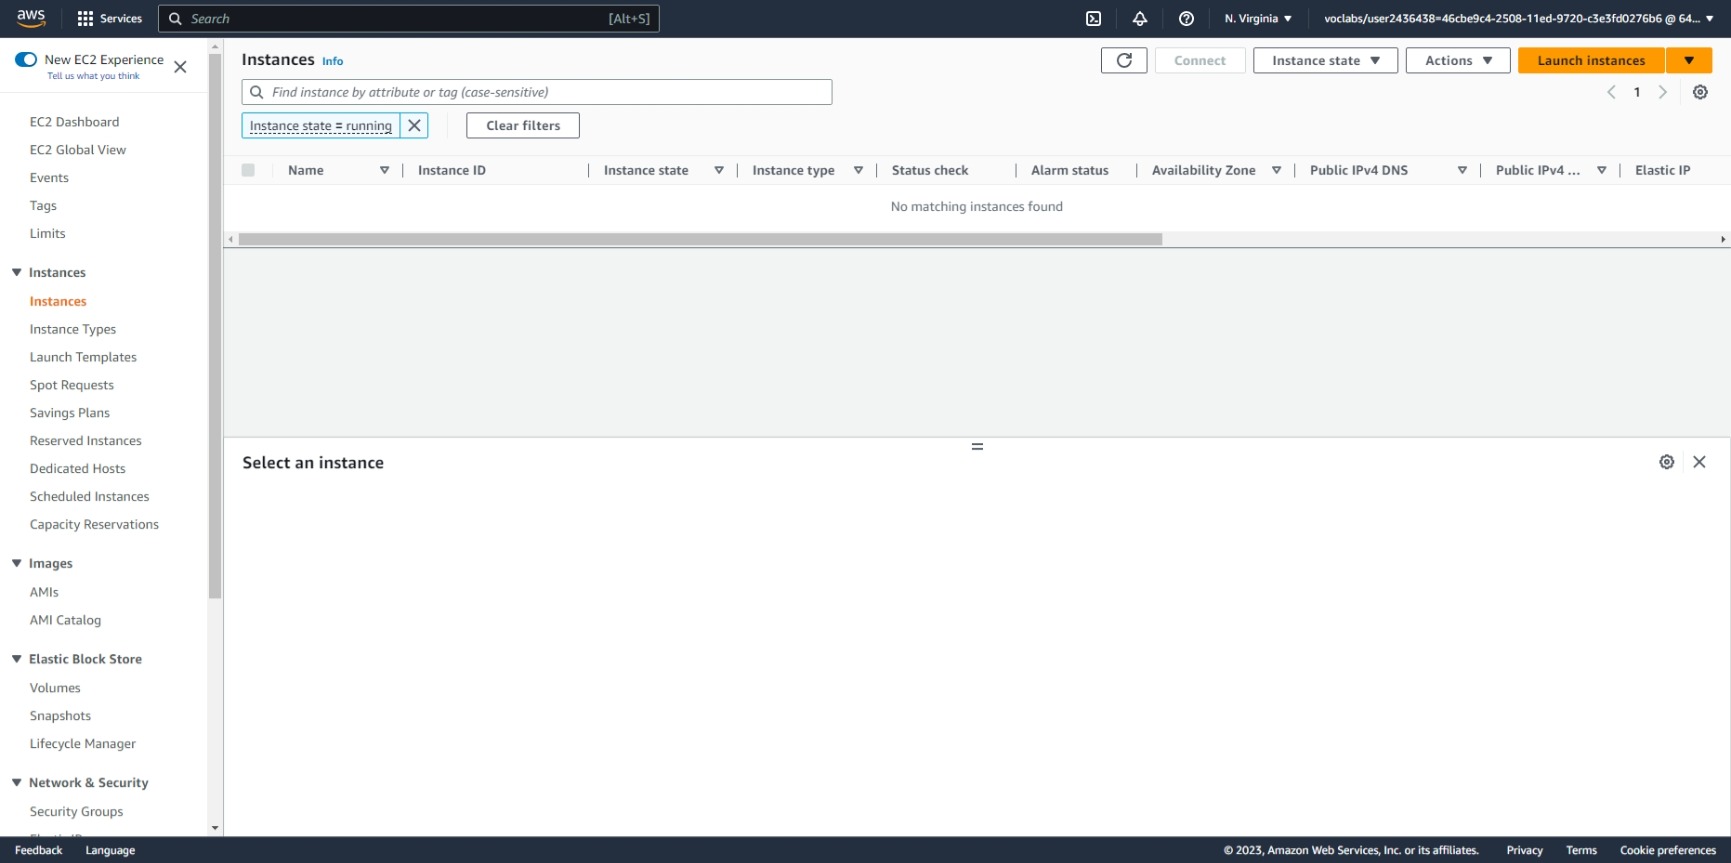 aws
Services
Search
[Alt+S]
N. Virginia
voclabs/user2436438=46cbe9c4-2508-11ed-9720-c3e3fd0276b6 @ 64...
New EC2 Experience
Tell us what you think
EC2 Dashboard
EC2 Global View
Events
Tags
Limits
Instances
Instances
Instance Types
Launch Templates
Spot Requests
Savings Plans
Reserved Instances
Dedicated Hosts
Scheduled Instances
Capacity Reservations
Images
AMIs
AMI Catalog
Elastic Block Store
Volumes
Snapshots
Lifecycle Manager
Network & Security
Security Groups
Instances Info
Connect
Instance state
Actions
Launch instances
Find instance by attribute or tag (case-sensitive)
1
Instance state = running
Clear filters
Name
Instance ID
Instance state
Instance type
Status check
Alarm status
Availability Zone
Public IPv4 DNS
Public IPv4 ...
Elastic IP
No matching instances found
Select an instance
Feedback
Language
© 2023, Amazon Web Services, Inc. or its affiliates.
Privacy
Terms
Cookie preferences